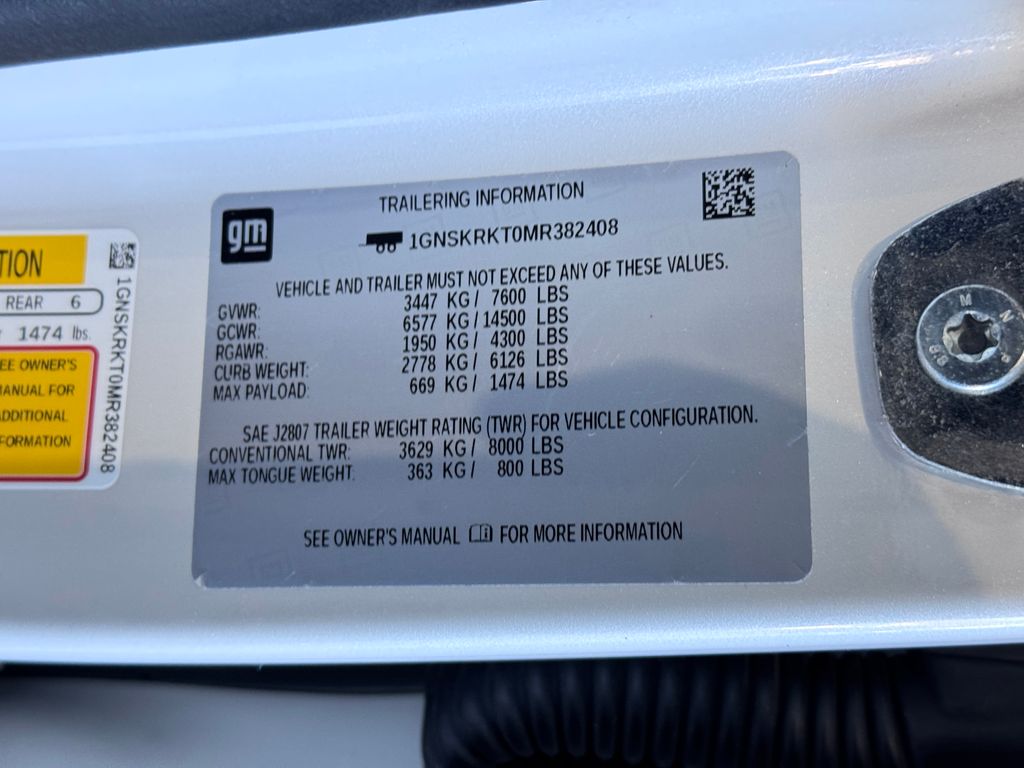 TION
REAR 6
1474 lbs.
EE OWNER'S
ANUAL FOR
ADDITIONAL
FORMATION
1GNSKRKT0MR382408
gm
TRAILERING INFORMATION
1GNSKRKT0MR382408
VEHICLE AND TRAILER MUST NOT EXCEED ANY OF THESE VALUES.
GVWR: 3447 KG / 7600 LBS
GCWR: 6577 KG / 14500 LBS
RGAWR: 1950 KG / 4300 LBS
CURB WEIGHT: 2778 KG / 6126 LBS
MAX PAYLOAD: 669 KG / 1474 LBS
SAE J2807 TRAILER WEIGHT RATING (TWR) FOR VEHICLE CONFIGURATION.
CONVENTIONAL TWR: 3629 KG / 8000 LBS
MAX TONGUE WEIGHT: 363 KG / 800 LBS
SEE OWNER'S MANUAL FOR MORE INFORMATION